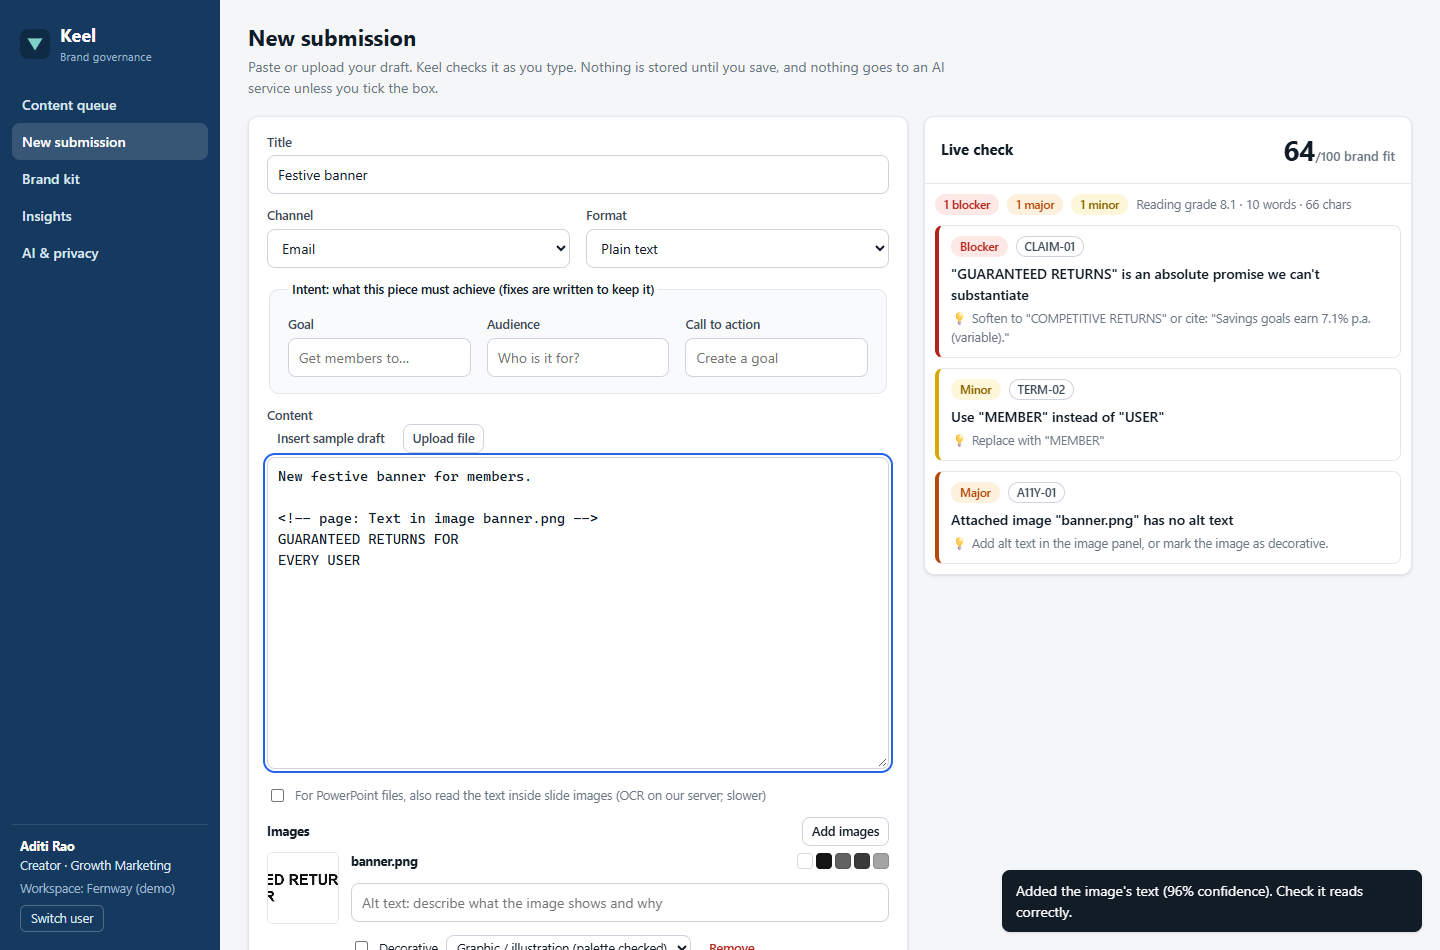 Keel
Brand governance
Content queue
New submission
Brand kit
Insights
AI & privacy
Aditi Rao
Creator · Growth Marketing
Workspace: Fernway (demo)
Switch user
New submission
Paste or upload your draft. Keel checks it as you type. Nothing is stored until you save, and nothing goes to an AI
service unless you tick the box.
Title
Festive banner
Channel
Format
Email
Plain text
Intent: what this piece must achieve (fixes are written to keep it)
Goal
Audience
Call to action
Get members to...
Who is it for?
Create a goal
Content
Insert sample draft
Upload file
New festive banner for members.
<!-- page: Text in image banner.png -->
GUARANTEED RETURNS FOR
EVERY USER
For PowerPoint files, also read the text inside slide images (OCR on our server; slower)
Images
Add images
ED RETUR
R
banner.png
Alt text: describe what the image shows and why
Decorative
Graphic / illustration (palette checked)
Remove
Live check
64/100 brand fit
1 blocker
1 major
1 minor
Reading grade 8.1 · 10 words · 66 chars
Blocker
CLAIM-01
"GUARANTEED RETURNS" is an absolute promise we can't
substantiate
Soften to "COMPETITIVE RETURNS" or cite: "Savings goals earn 7.1% p.a.
(variable)."
Minor
TERM-02
Use "MEMBER" instead of "USER"
Replace with "MEMBER"
Major
A11Y-01
Attached image "banner.png" has no alt text
Add alt text in the image panel, or mark the image as decorative.
Added the image's text (96% confidence). Check it reads
correctly.